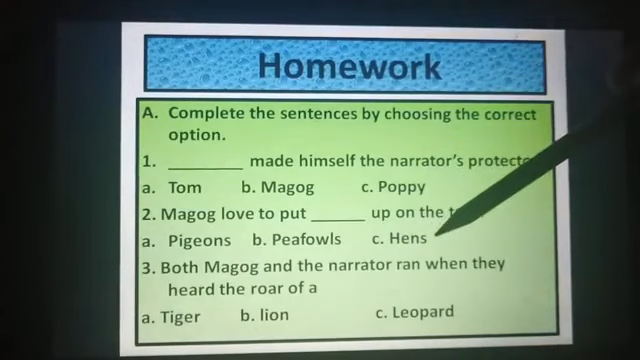 Homework
A. Complete the sentences by choosing the correct
option.
1. ________ made himself the narrator's
a. Tom b. Magog c. Poppy
2. Magog love to put ______ up on the
a. Pigeons b. Peafowls c. Hens
3. Both Magog and the narrator ran when they
heard the roar of a
a. Tiger b. lion c. Leopard